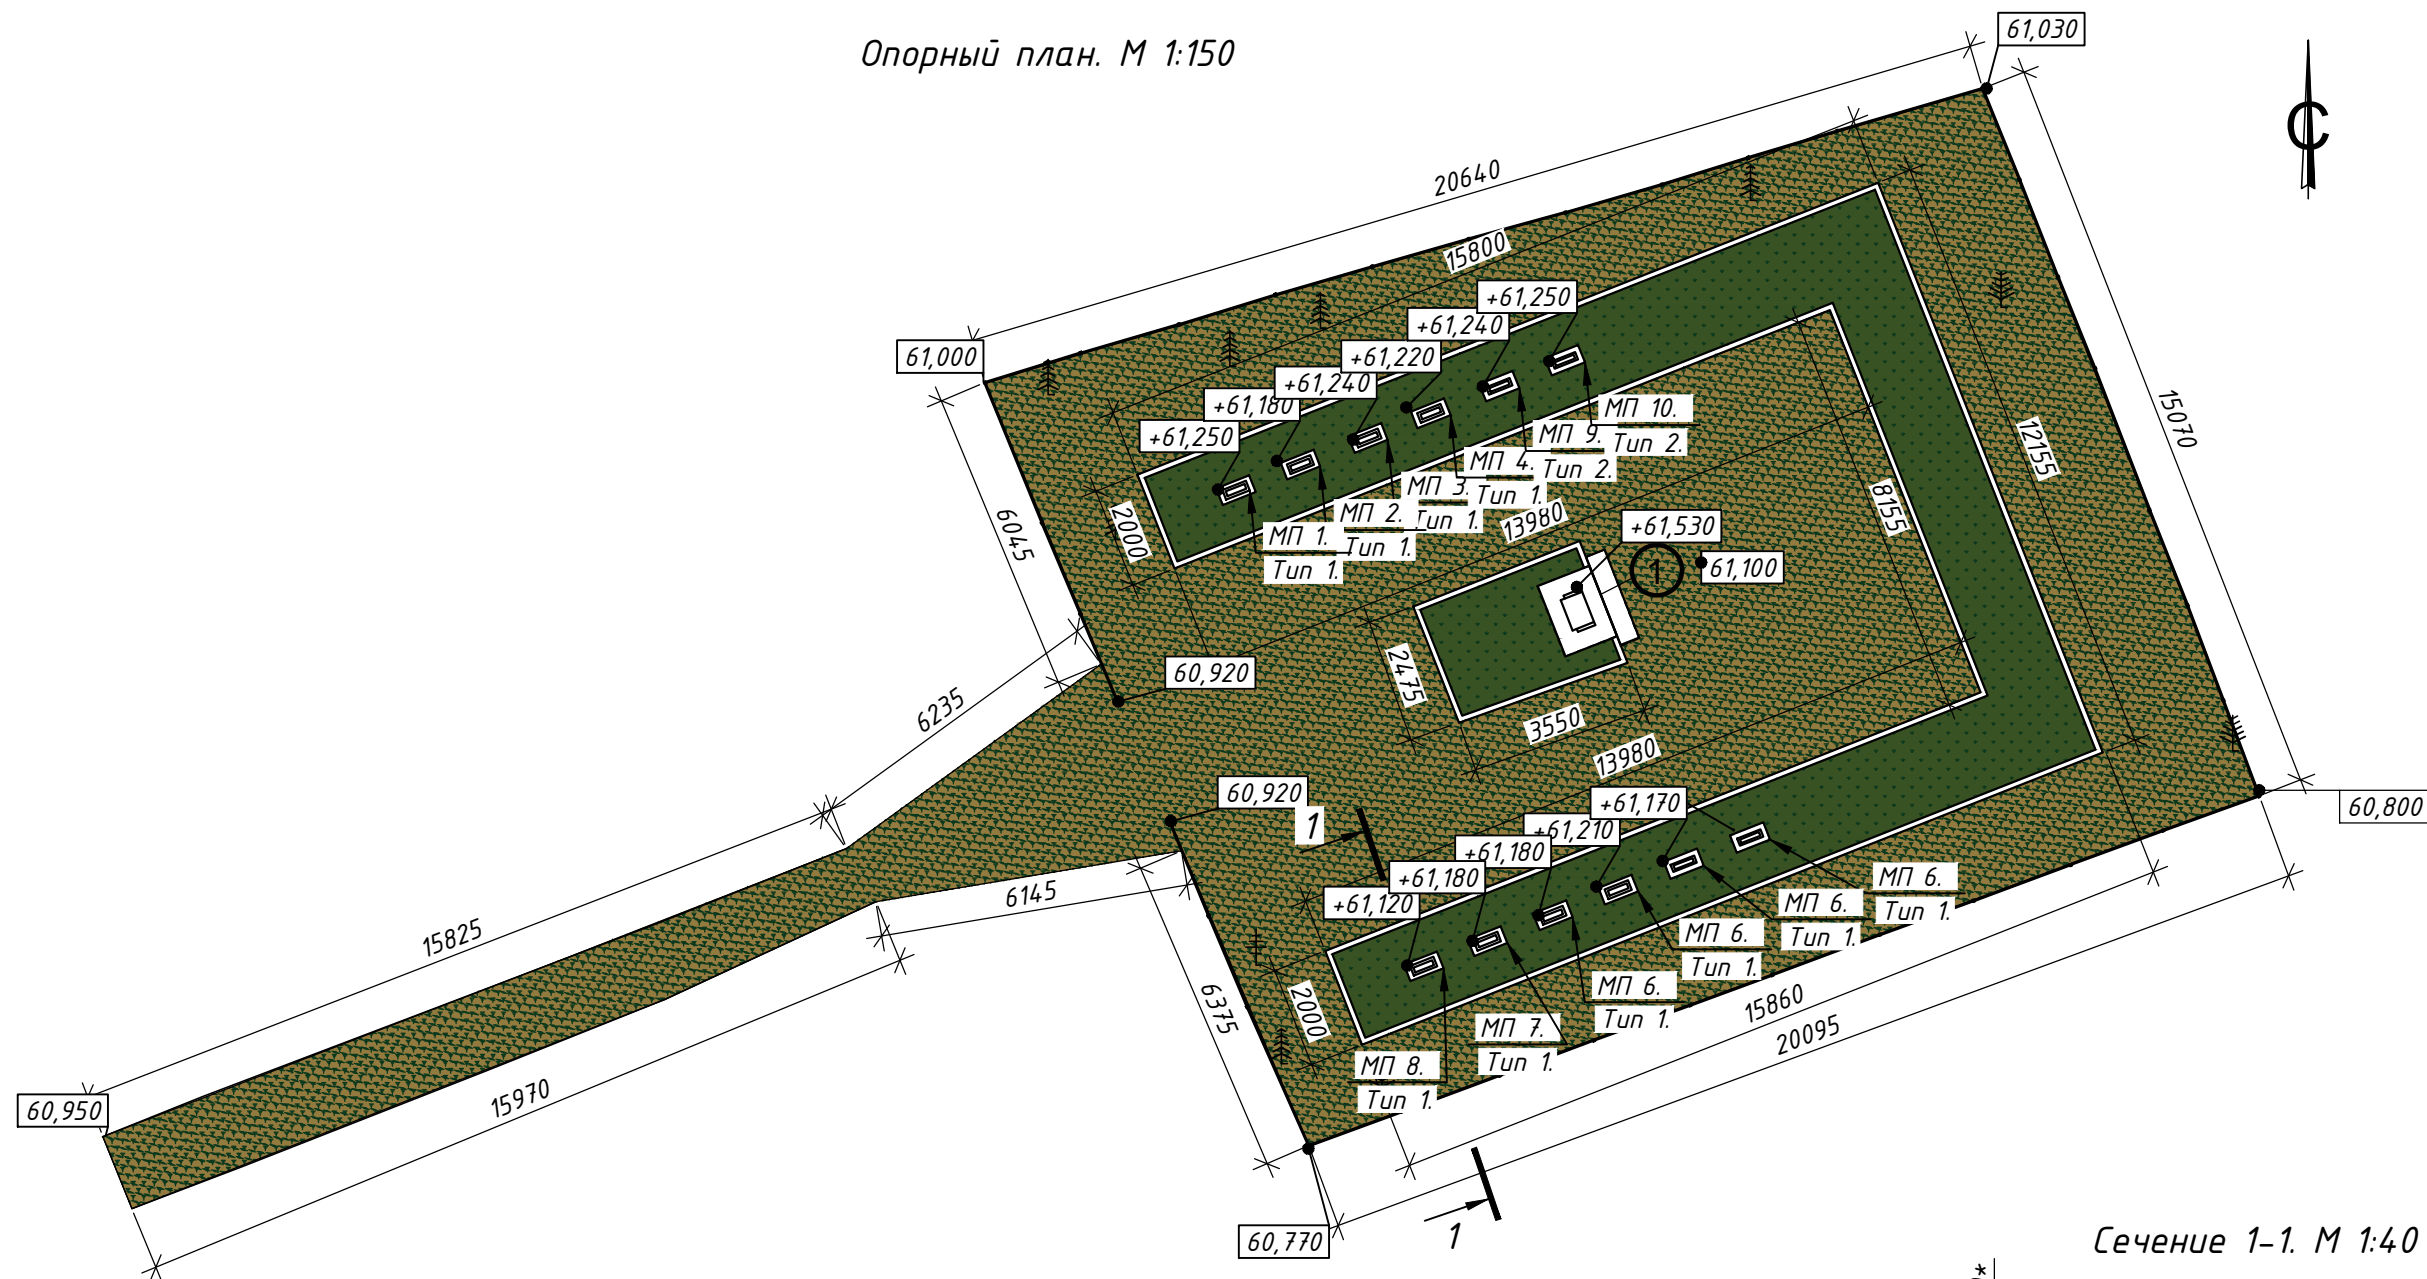 Опорный план. М 1:150
61,030
С
20640
15800
+61,250
+61,240
61,000
+61,220
+61,240
+61,180
+61,250
15070
12155
МП 10.
Тип 2.
МП 9.
Тип 2.
МП 4.
Тип 1.
МП 3.
Тип 1.
МП 2.
Тип 1.
МП 1.
Тип 1.
6045
2000
13980
8155
+61,530
1
61,100
60,920
2475
6235
3550
13980
60,920
1
+61,170
60,800
+61,210
+61,180
+61,180
+61,120
6145
МП 6.
Тип 1.
МП 6.
Тип 1.
МП 6.
Тип 1.
МП 6.
Тип 1.
МП 7.
Тип 1.
МП 8.
Тип 1.
15825
6375
2000
15860
20095
15970
60,950
60,770
1
Сечение 1-1. М 1:40
*